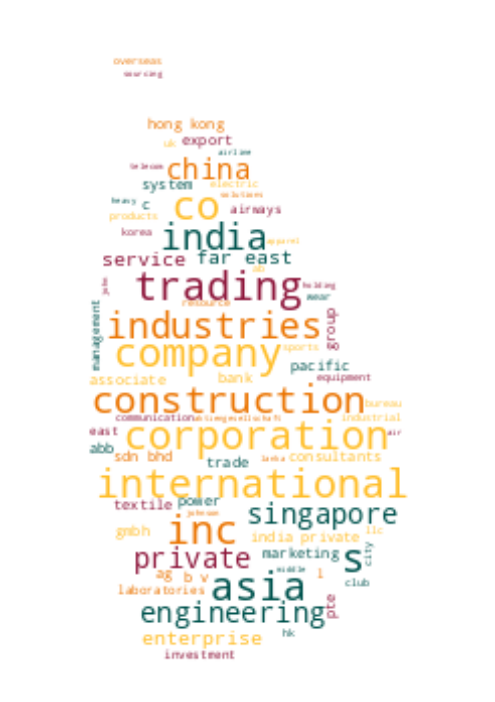 overseas
sourcing
hong kong
uk export
airline
telecom china
system electric
solutions
heavy c co airways
products
korea india apparel
service far east
ab
john trading holding
resource wear
management industries group
company sports
pacific
associate bank equipment
construction bureau
communication aktiengesellschaft industrial
east corporation air
abb
sdn bhd trade lanka consultants
international
textile power
johnson singapore
gmbh inc india private llc
private marketing s city
middle
ag b v asia l club
laboratories
engineering pte
hk
enterprise
investment